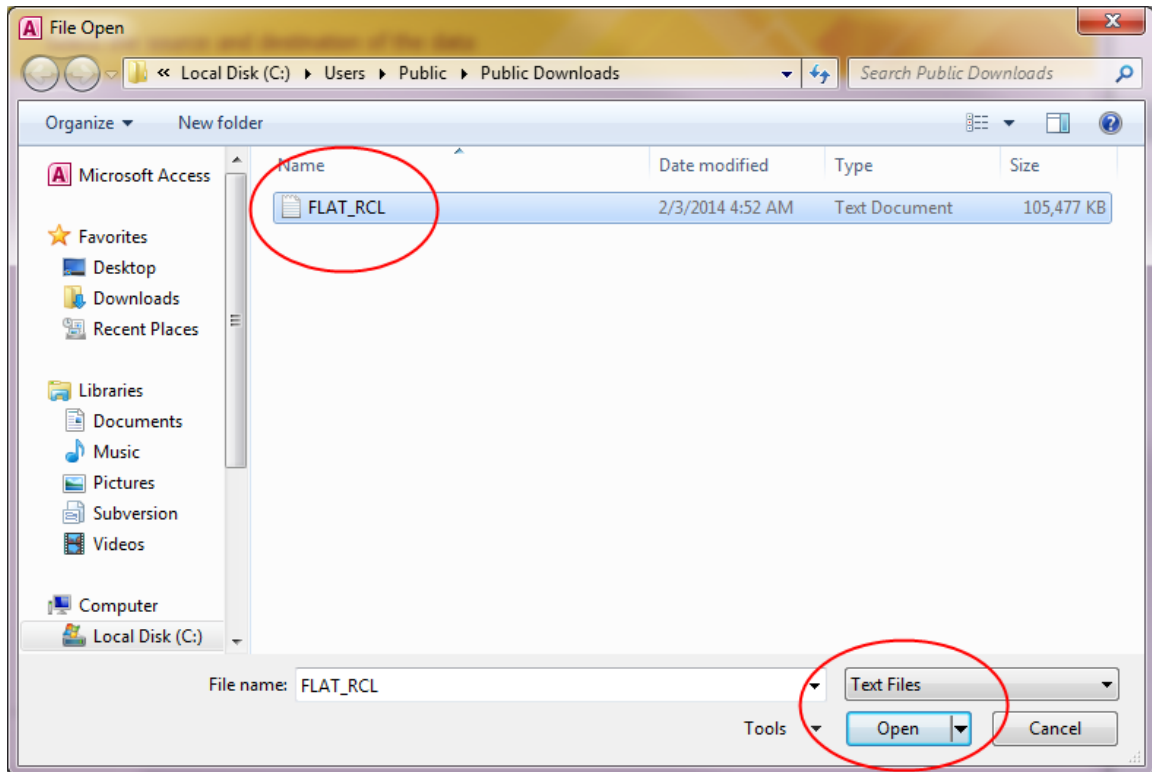 File Open
« Local Disk (C:) Users Public Public Downloads Search Public Downloads
Organize New folder
Microsoft Access Name Date modified Type Size
FLAT_RCL 2/3/2014 4:52 AM Text Document 105,477 KB
Favorites
Desktop
Downloads
Recent Places
Libraries
Documents
Music
Pictures
Subversion
Videos
Computer
Local Disk (C:)
File name: FLAT_RCL Text Files
Tools Open Cancel